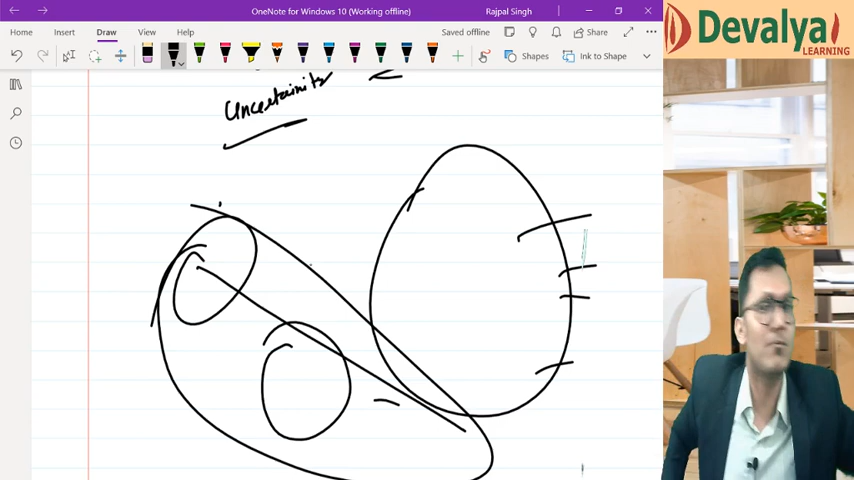 OneNote for Windows 10 (Working offline)
Rajpal Singh
Home Insert Draw View Help
Saved offline
Share
Shapes
Ink to Shape
Uncertainity
Devalya
LEARNING